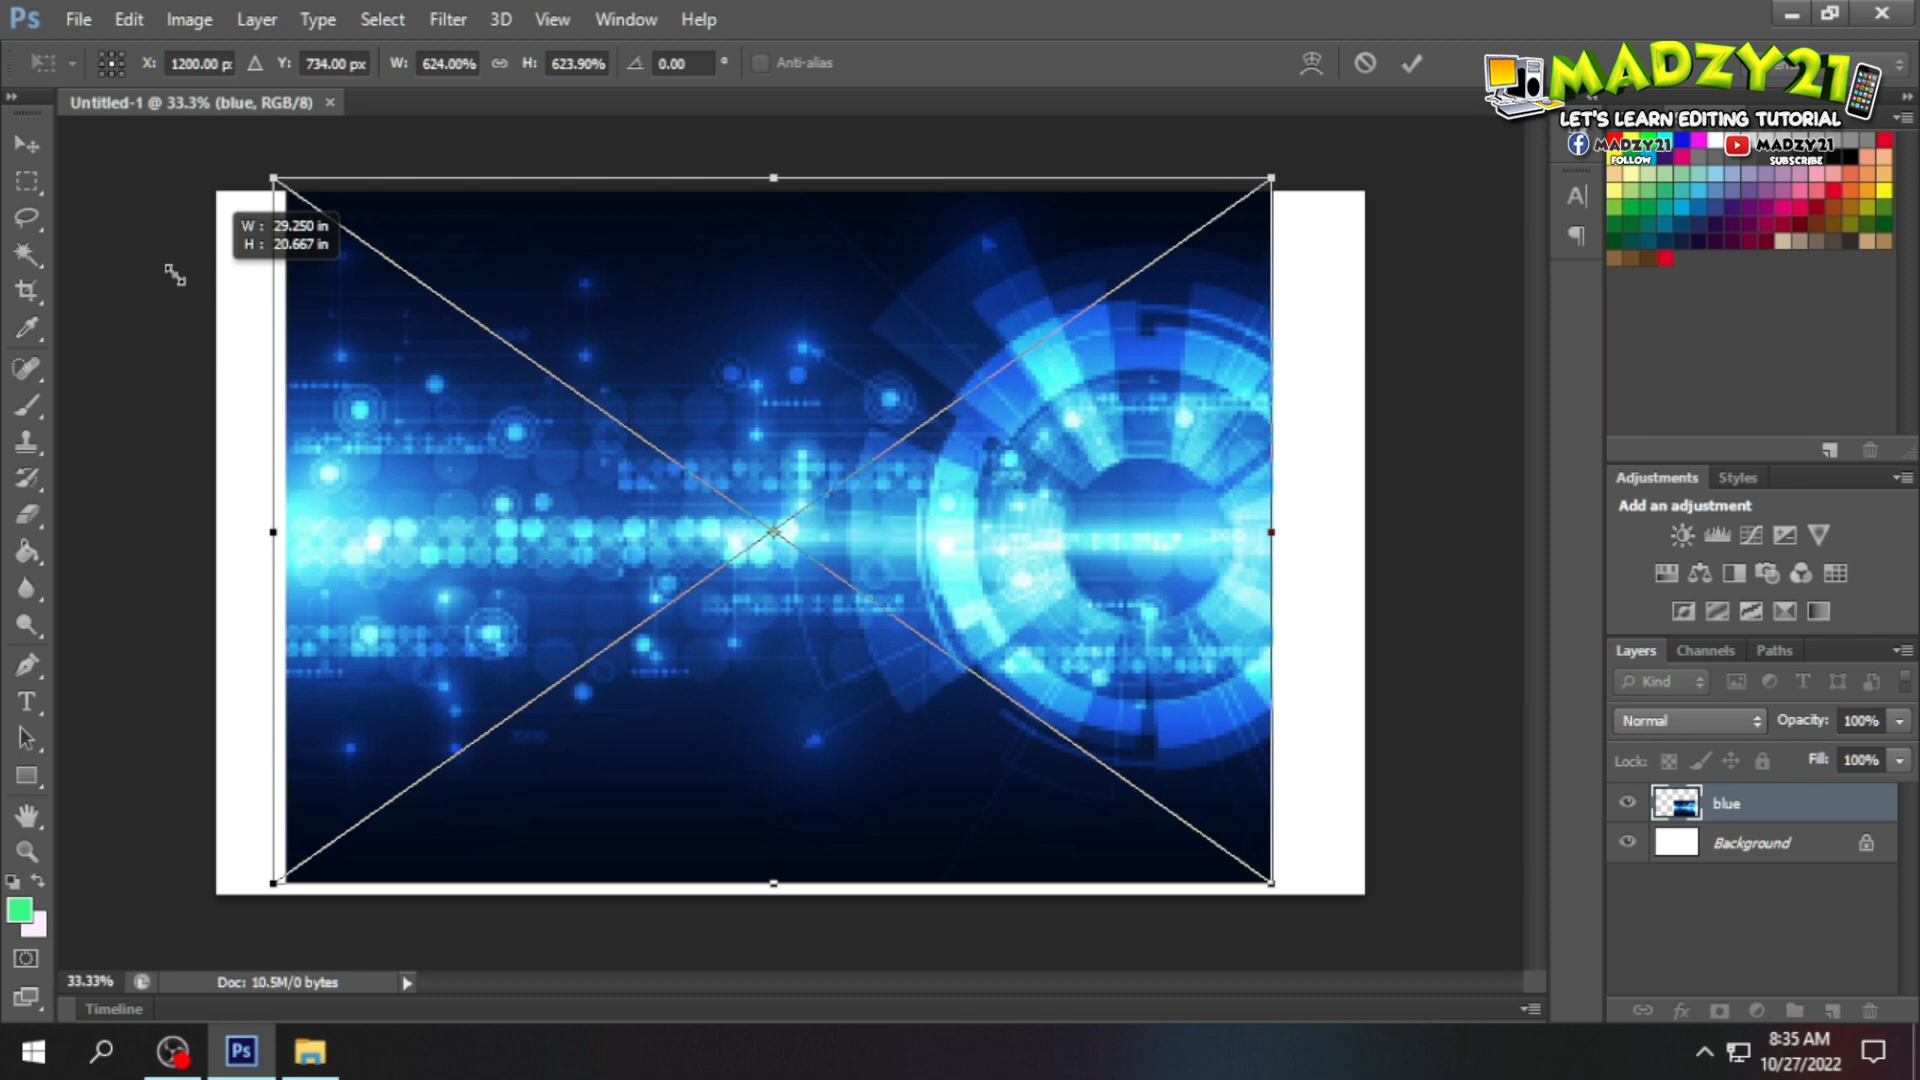 Ps File Edit Image Layer Type Select Filter 3D View Window Help
X: 1200.00 p Y: 734.00 px W: 624.00% H: 623.90% 0.00 ° Anti-alias
MADZY21
LET'S LEARN EDITING TUTORIAL
MADZY21 MADZY21
FOLLOW SUBSCRIBE
Untitled-1 @ 33.3% (blue, RGB/8) ×
W : 29.250 in
H : 20.667 in
A|
Adjustments Styles
Add an adjustment
Layers Channels Paths
Kind
Normal Opacity: 100%
Lock: Fill: 100%
blue
Background
33.33% Doc: 10.5M/0 bytes
Timeline
Ps
8:35 AM
10/27/2022